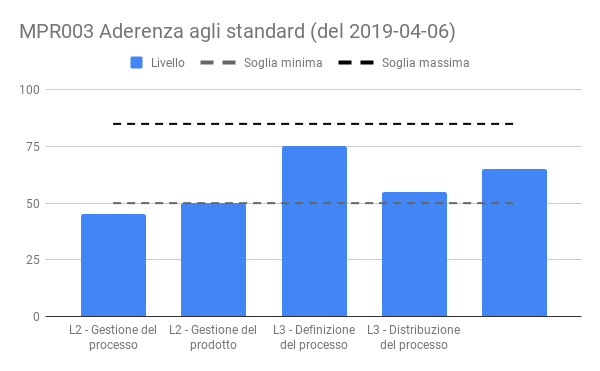 MPR003 Aderenza agli standard (del 2019-04-06)
Livello Soglia minima Soglia massima
100
75
50
25
0
L2 - Gestione del
processo
L2 - Gestione del
prodotto
L3 - Definizione
del processo
L3 - Distribuzione
del processo